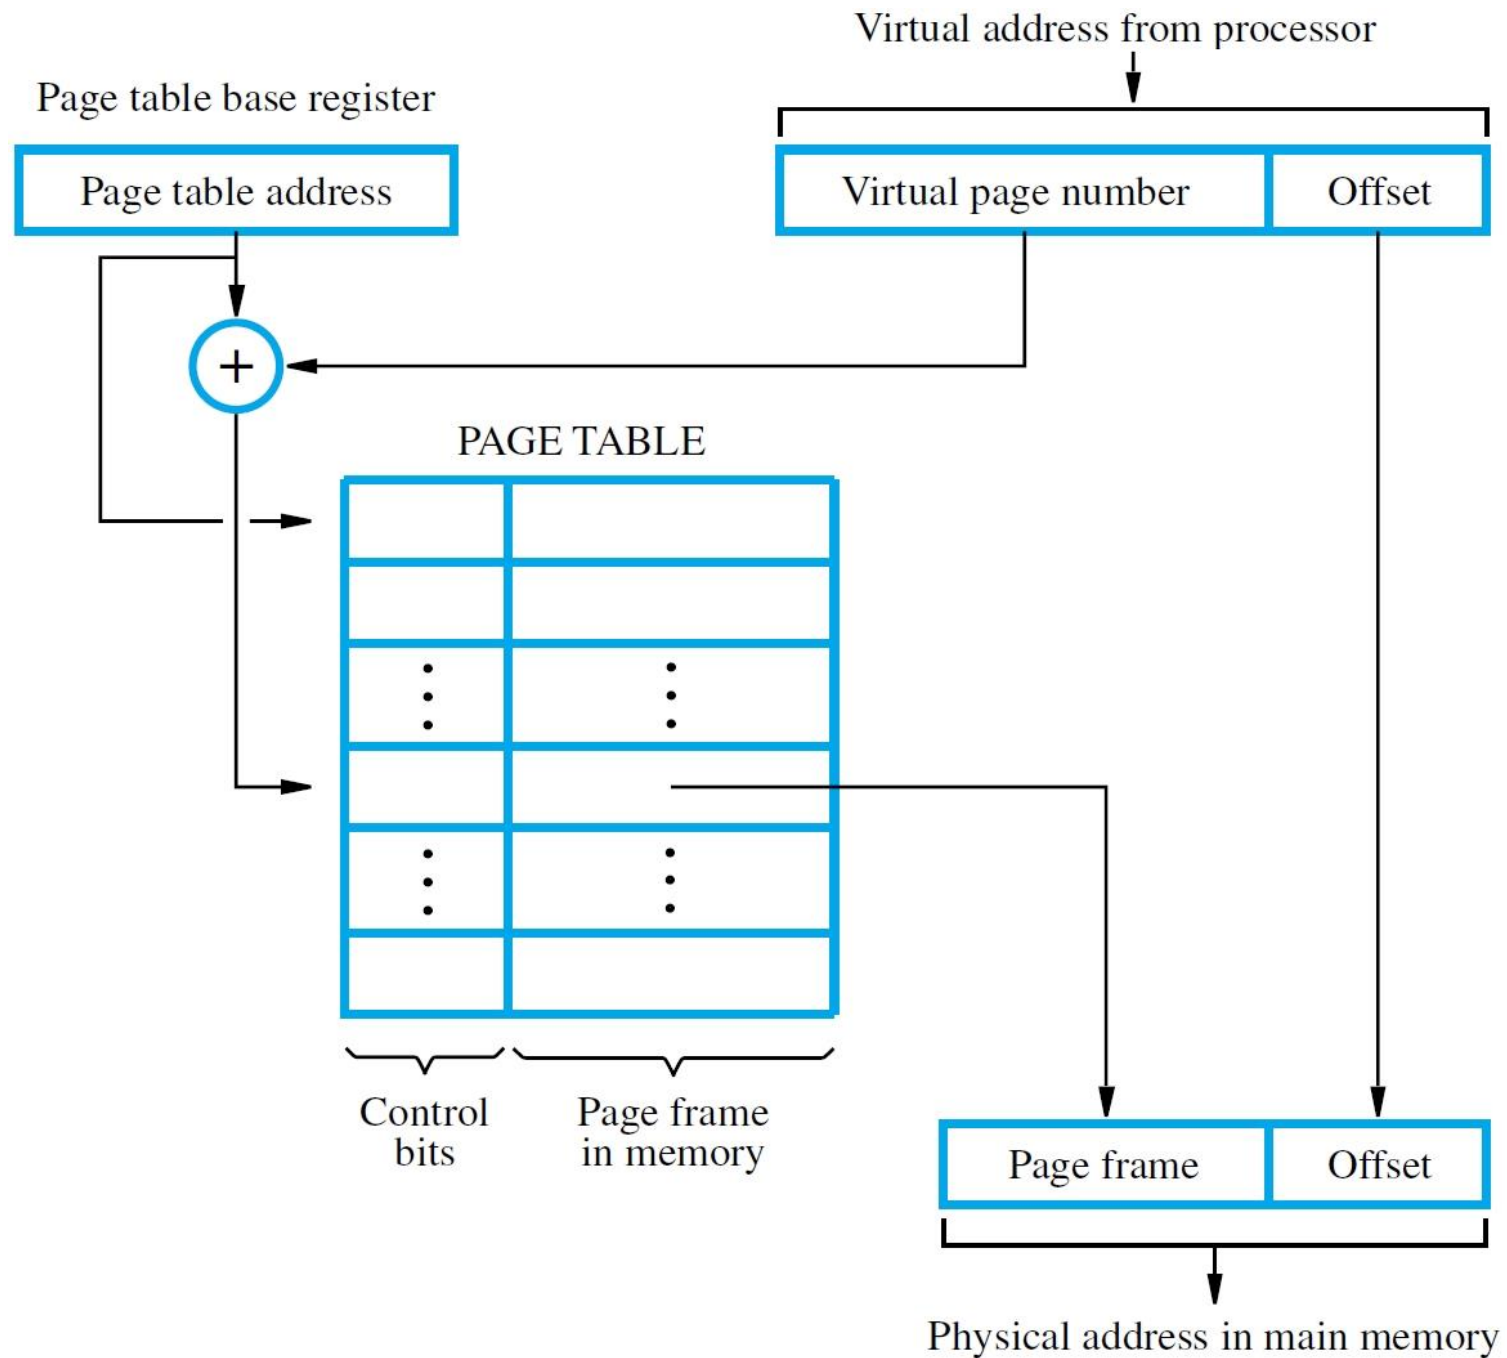 Virtual address from processor
Page table base register
Page table address
Virtual page number
Offset
+
PAGE TABLE
Control
bits
Page frame
in memory
Page frame
Offset
Physical address in main memory